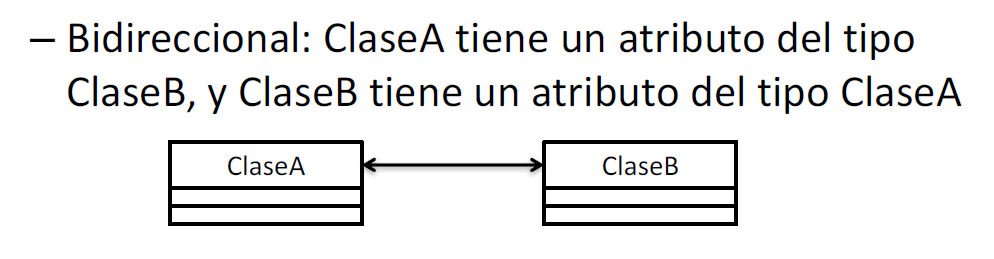 – Bidireccional: ClaseA tiene un atributo del tipo
ClaseB, y ClaseB tiene un atributo del tipo ClaseA
ClaseA
ClaseB